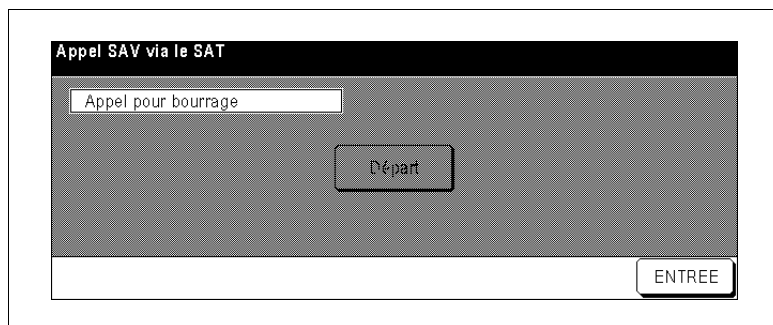 Appel SAV via le SAT
Appel pour bourrage
Départ
ENTREE